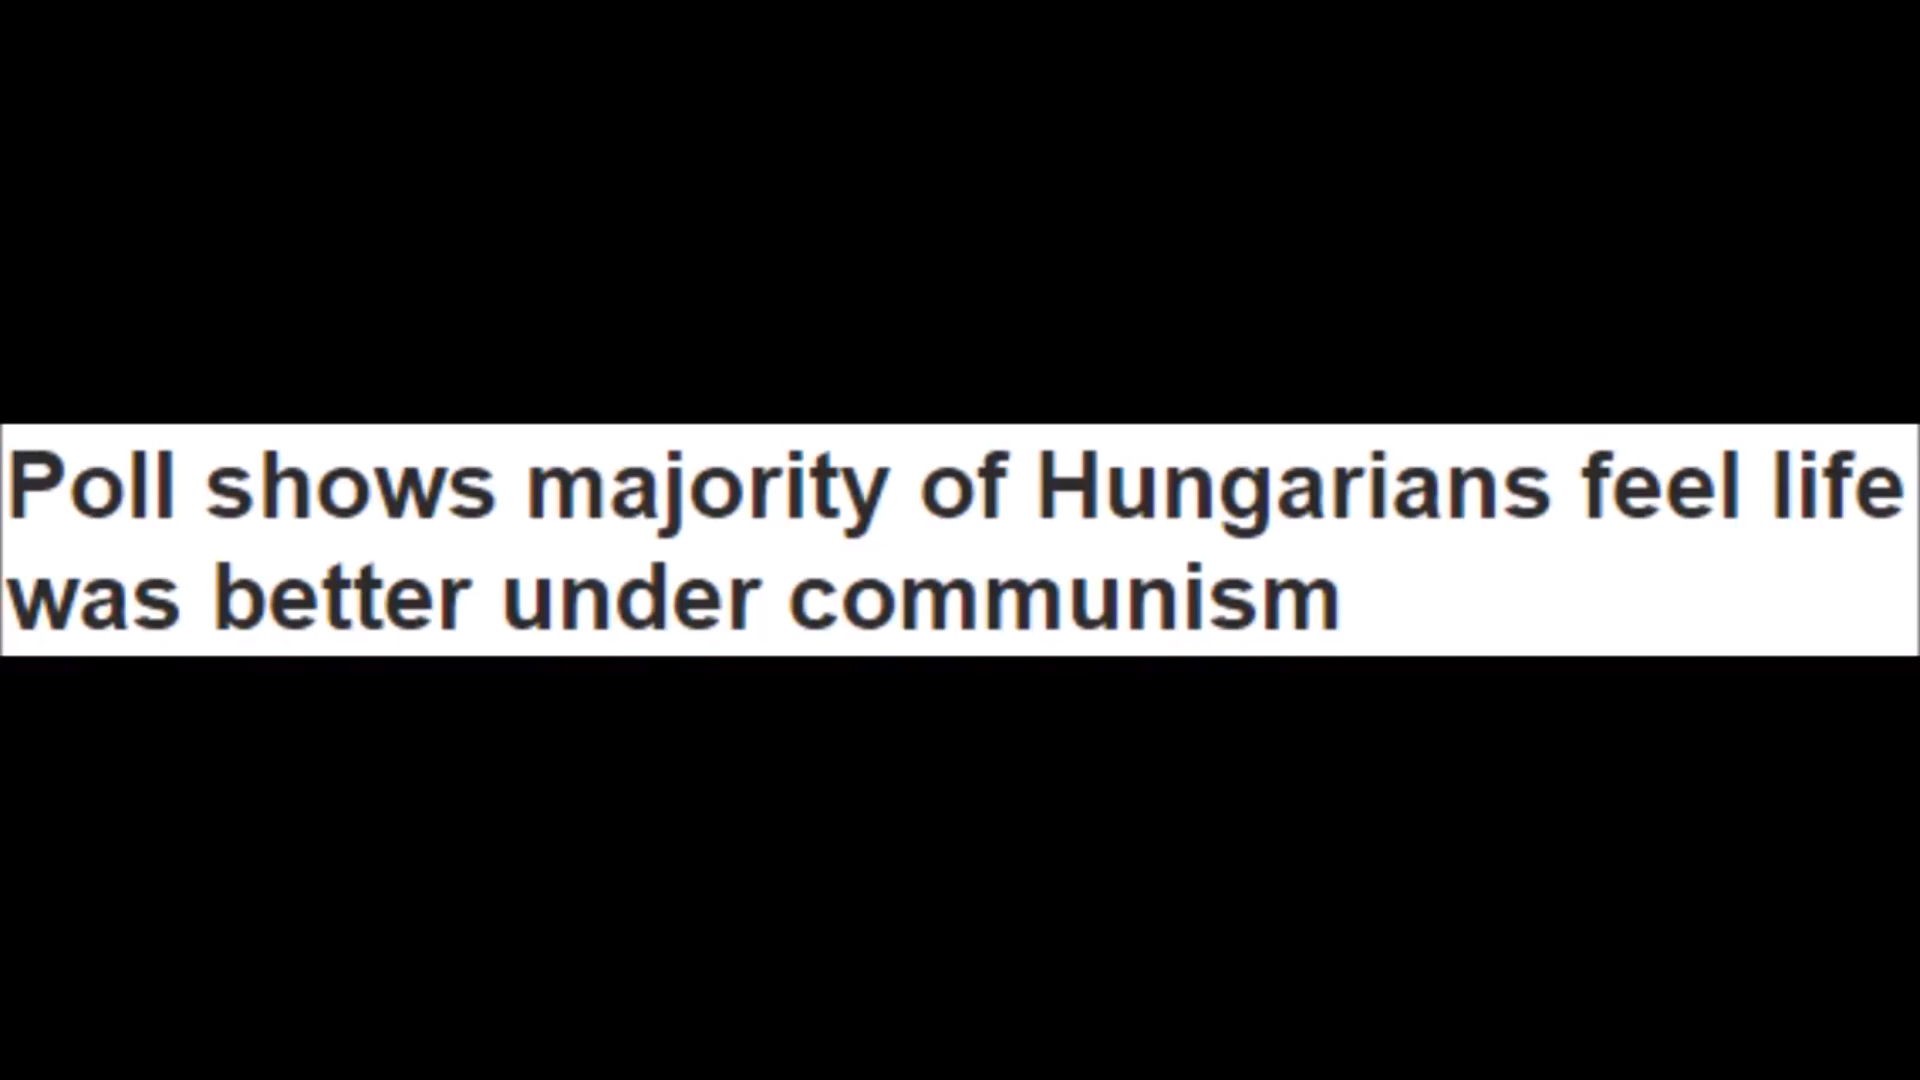 Poll shows majority of Hungarians feel life
was better under communism